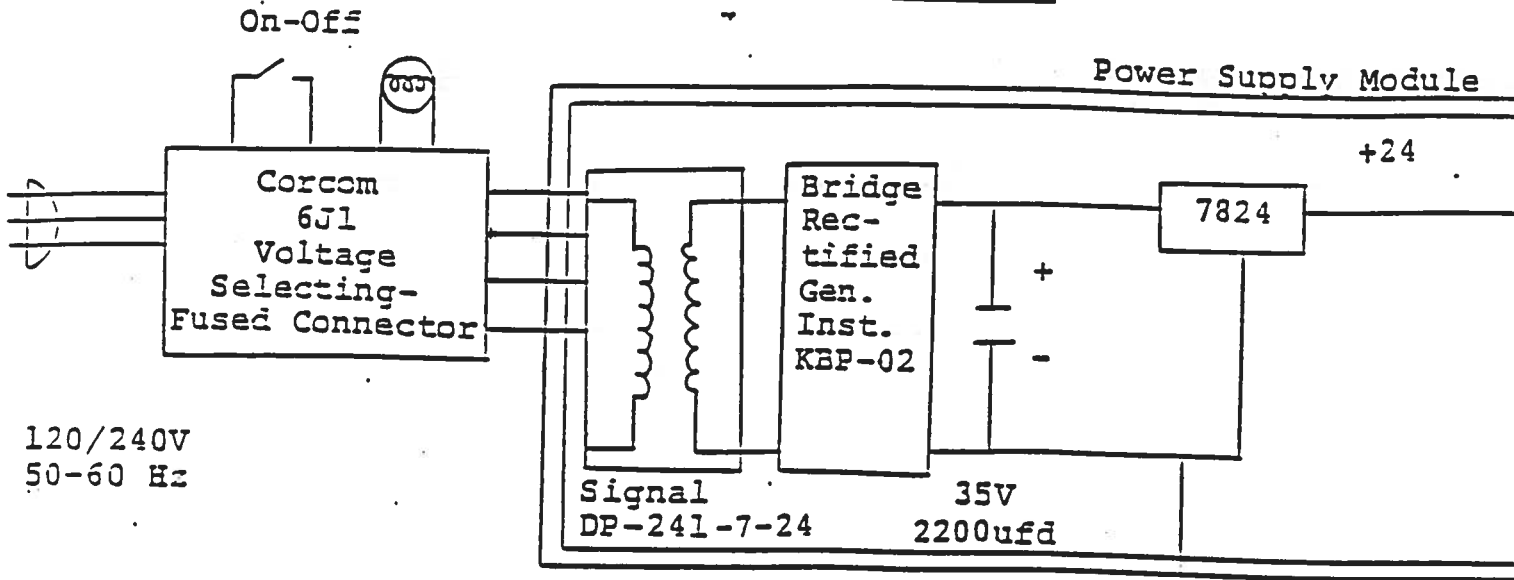 On-Off
Power Supply Module
+24
Corcom
6J1
Voltage
Selecting-
Fused Connector
Bridge
Rec-
tified
Gen.
Inst.
KBP-02
7824
+
-
120/240V
50-60 Hz
Signal
DP-241-7-24
35V
2200ufd